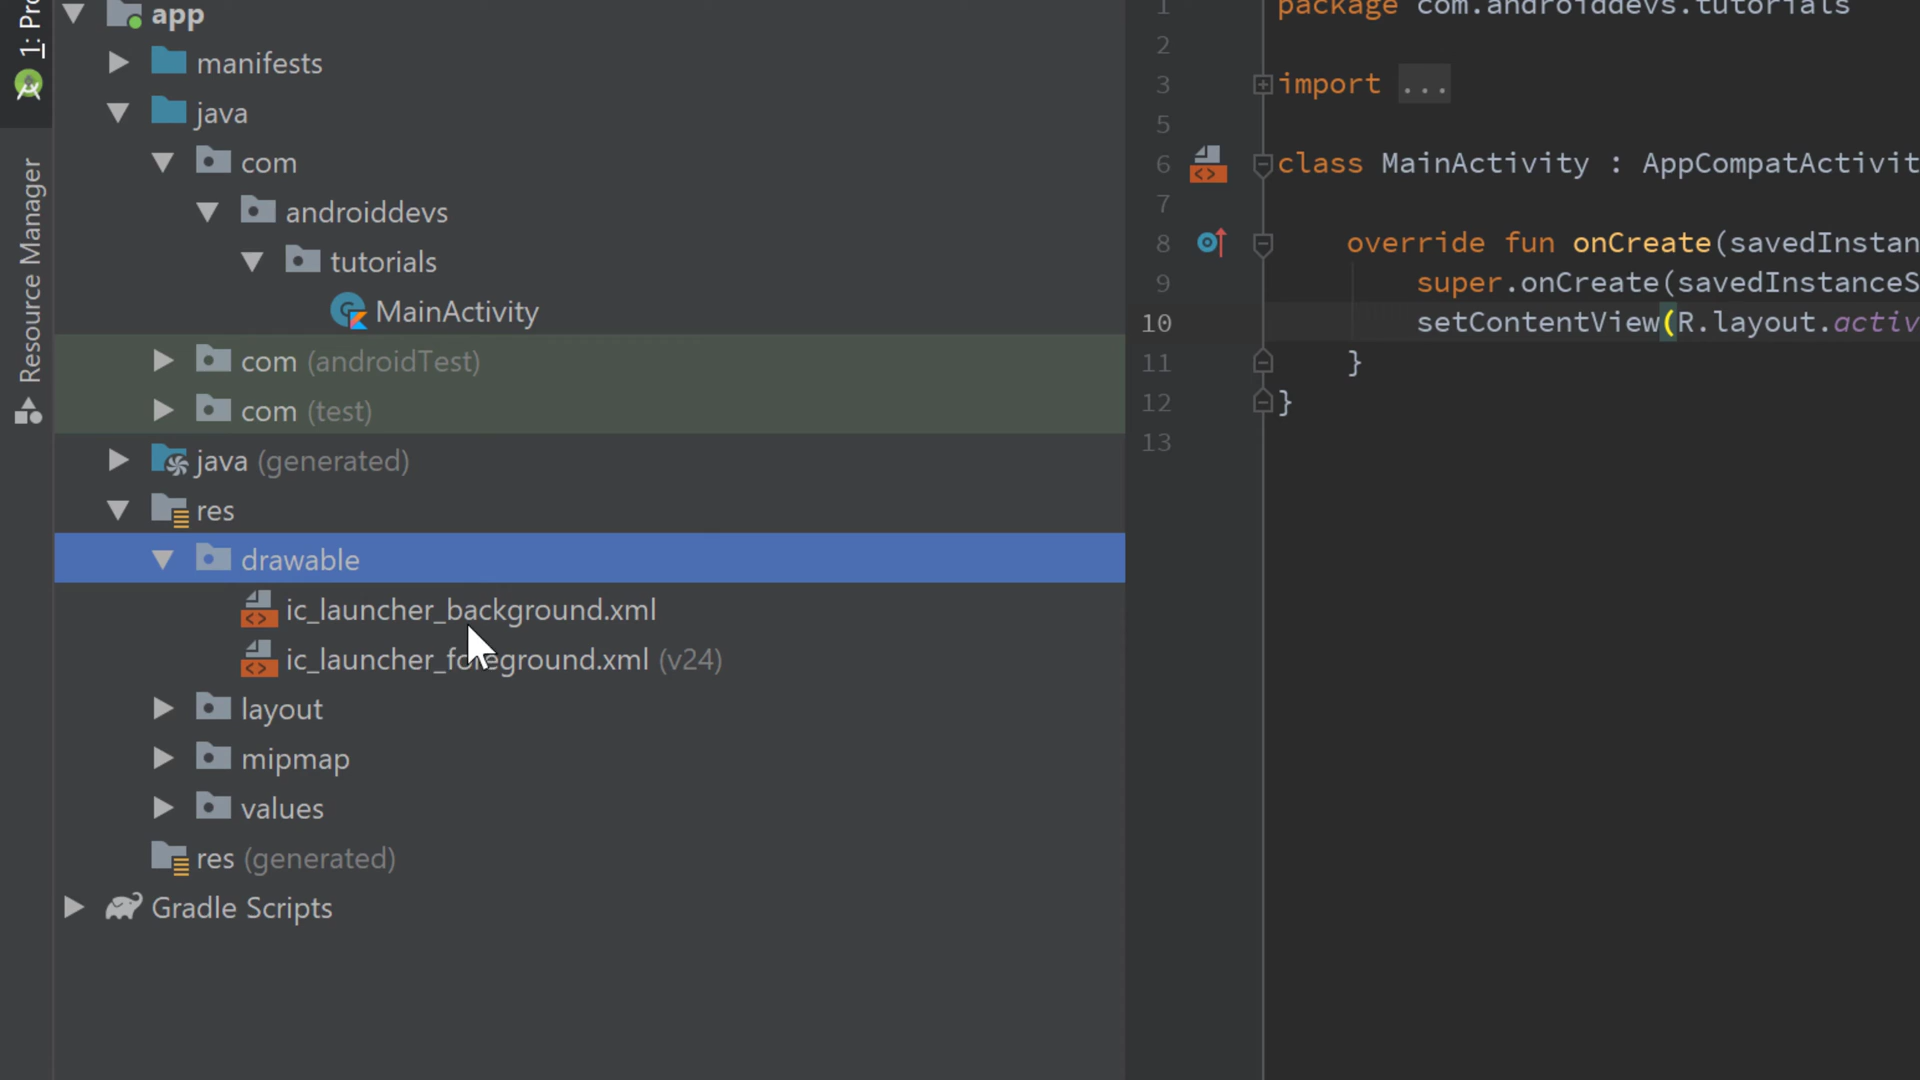 1: Pro
Resource Manager
app
manifests
java
com
androiddevs
tutorials
MainActivity
com (androidTest)
com (test)
java (generated)
res
drawable
ic_launcher_background.xml
ic_launcher_foreground.xml (v24)
layout
mipmap
values
res (generated)
Gradle Scripts
1 package com.androiddevs.tutorials
2
3 import ...
5
6 class MainActivity : AppCompatActivit
7
8 override fun onCreate(savedInstan
9 super.onCreate(savedInstanceS
10 setContentView(R.layout.activ
11 }
12 }
13